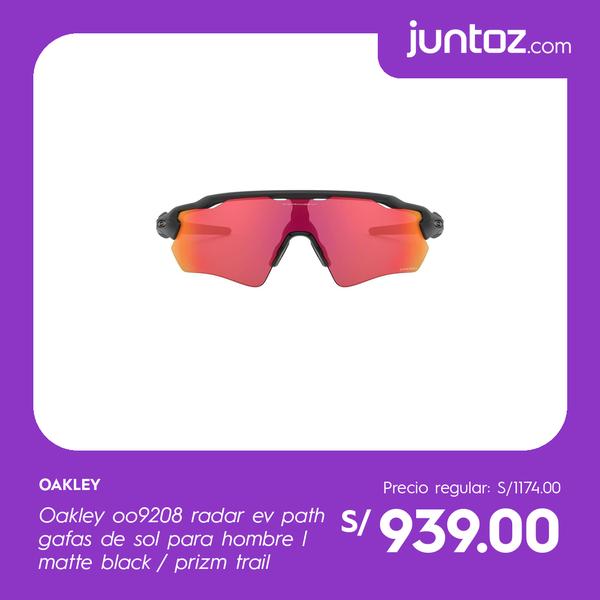 juntoz.com
OAKLEY
Oakley oo9208 radar ev path
gafas de sol para hombre |
matte black / prizm trail
Precio regular: S/1174.00
S/ 939.00